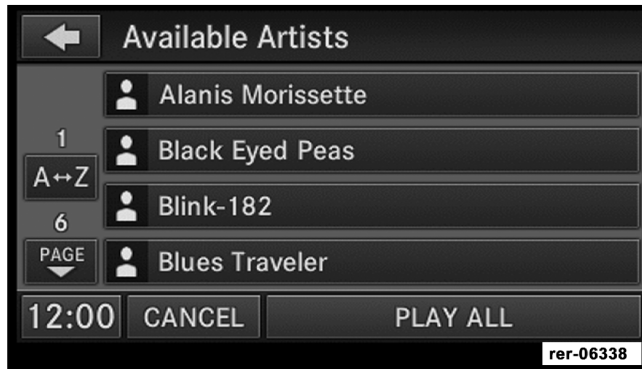 Available Artists
Alanis Morissette
1
Black Eyed Peas
A↔Z
Blink-182
6
PAGE
Blues Traveler
12:00 CANCEL PLAY ALL
rer-06338